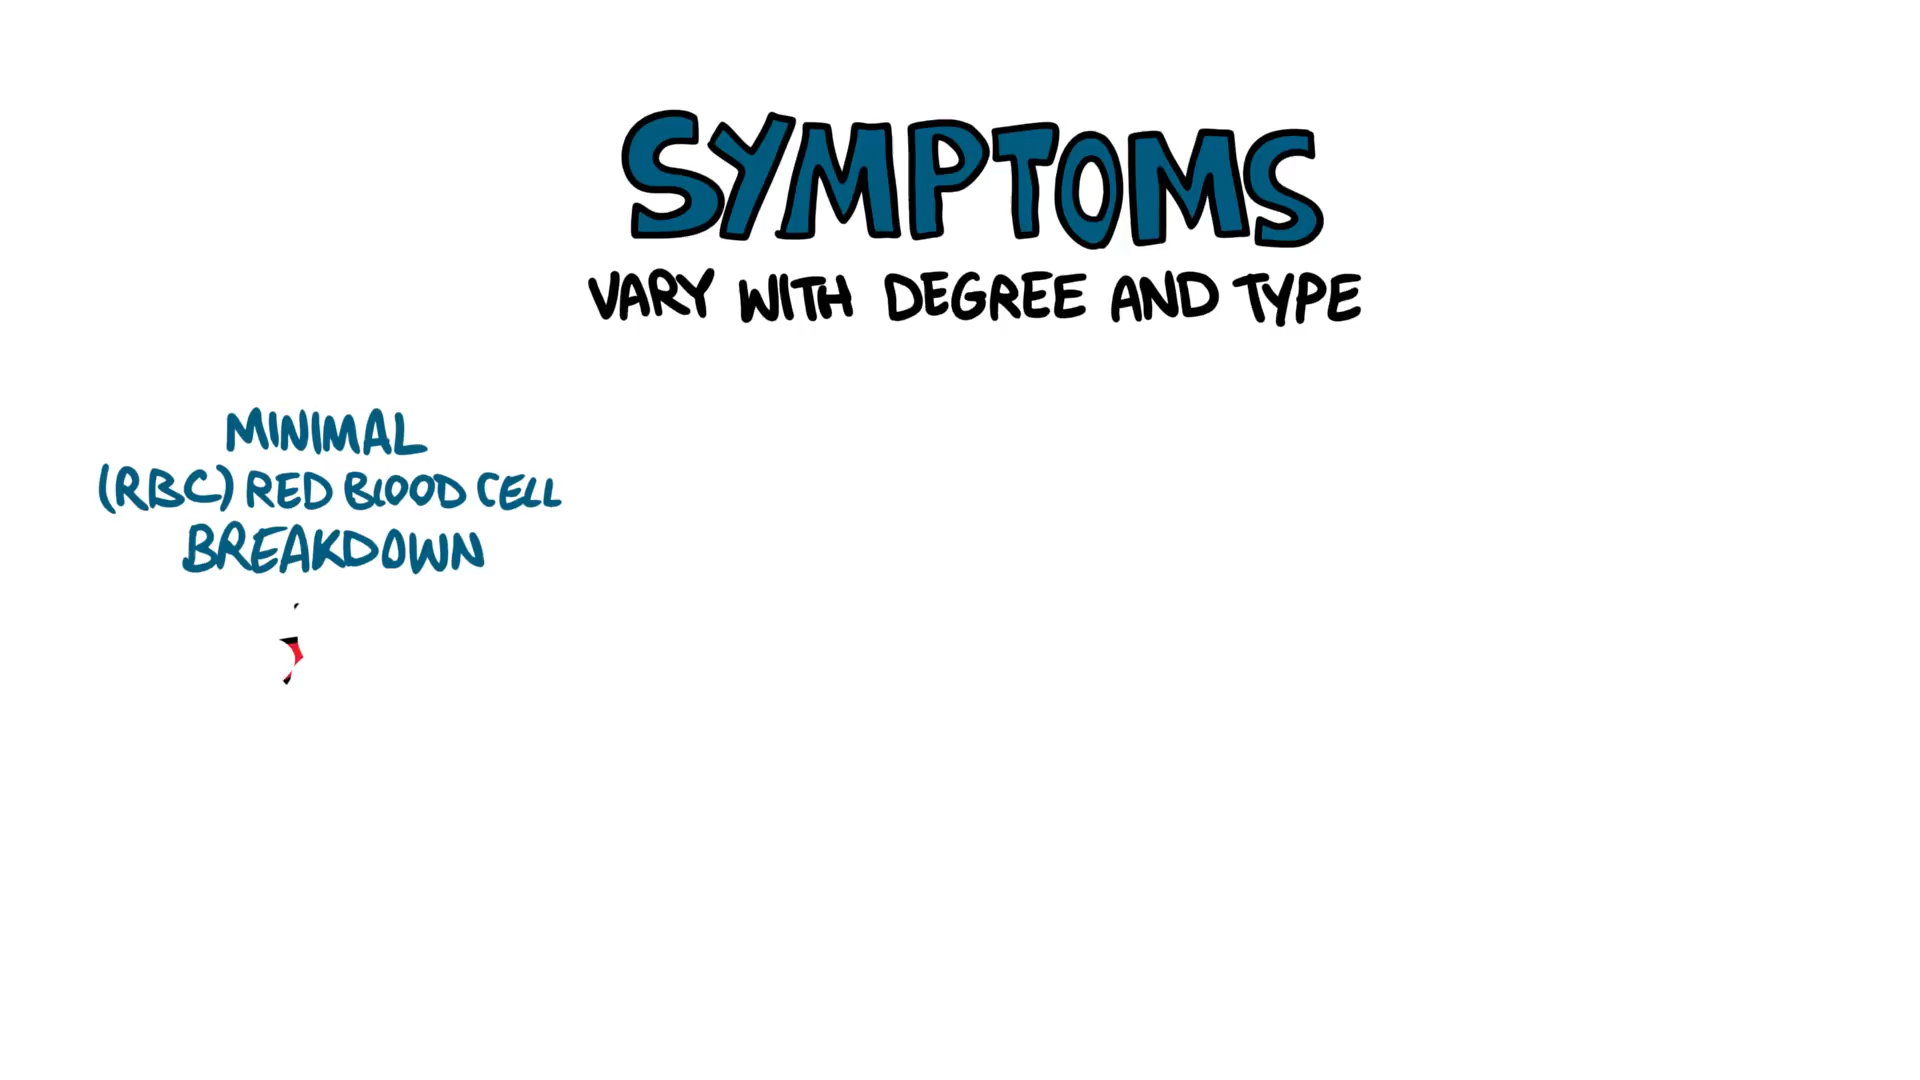 SYMPTOMS
VARY WITH DEGREE AND TYPE
MINIMAL
(RBC) RED BLOOD CELL
BREAKDOWN